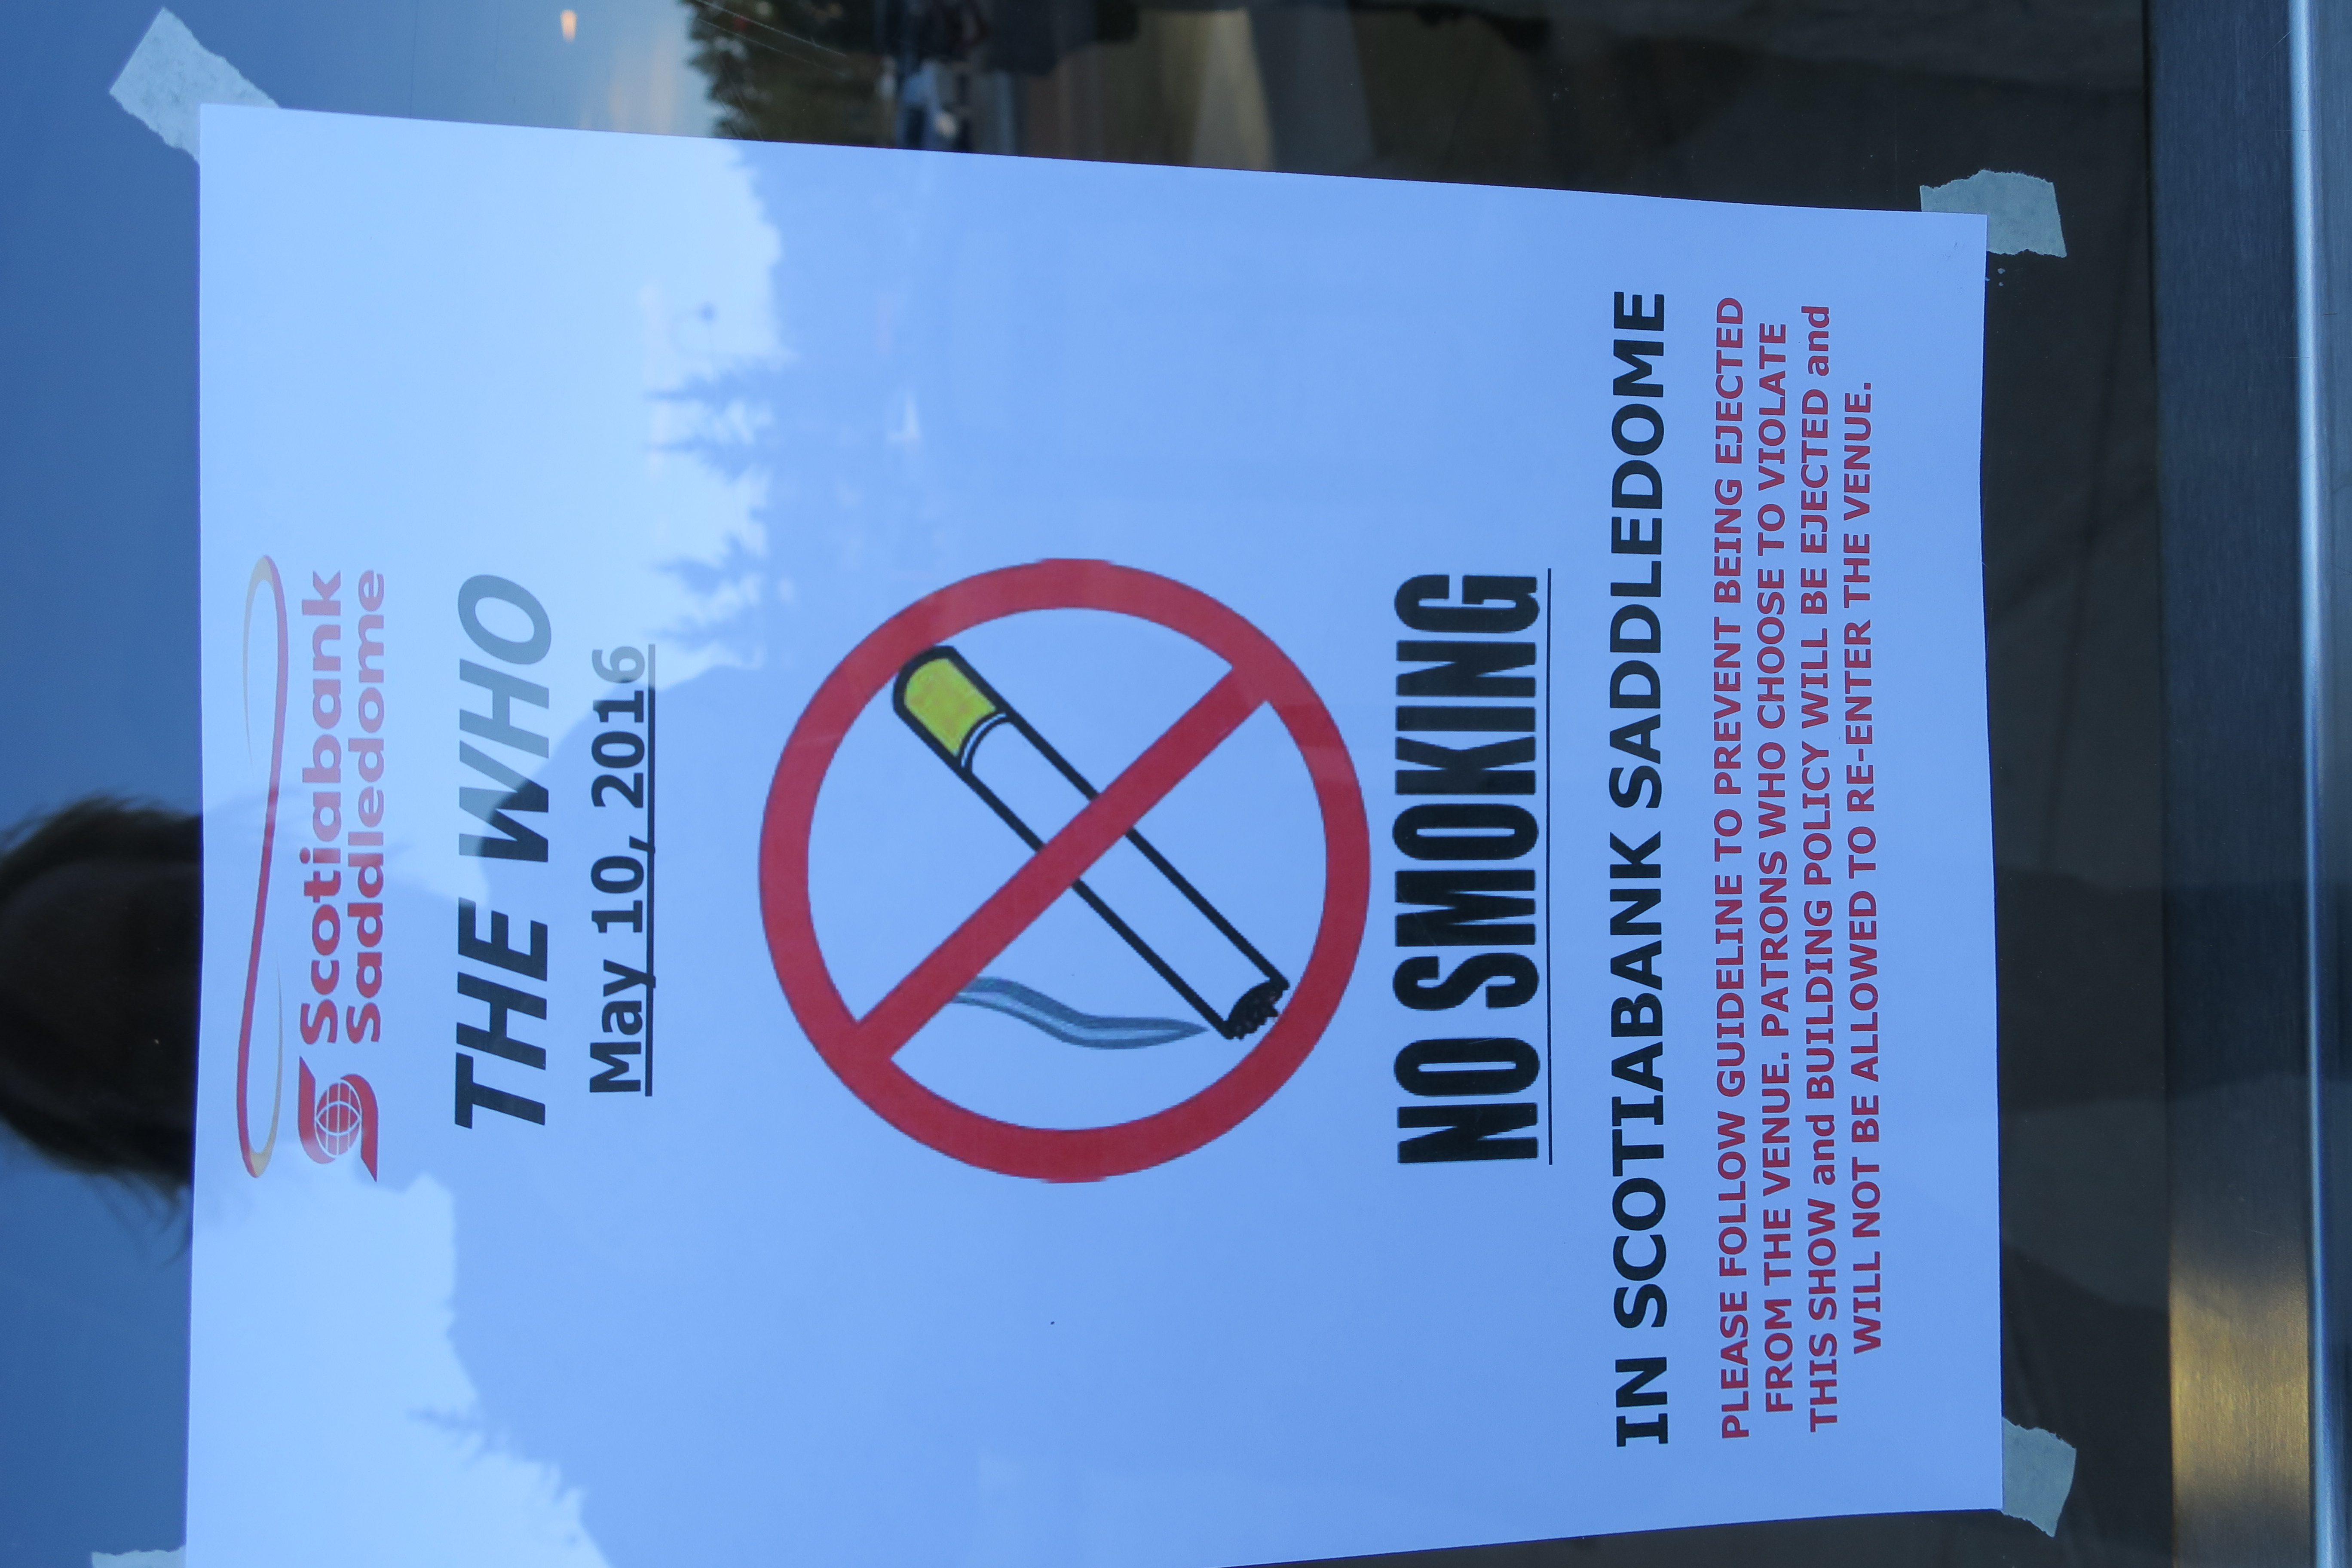 Scotiabank
Saddledome
THE WHO
May 10, 2016
NO SMOKING
IN SCOTIABANK SADDLEDOME
PLEASE FOLLOW GUIDELINE TO PREVENT BEING EJECTED
FROM THE VENUE. PATRONS WHO CHOOSE TO VIOLATE
THIS SHOW and BUILDING POLICY WILL BE EJECTED and
WILL NOT BE ALLOWED TO RE-ENTER THE VENUE.